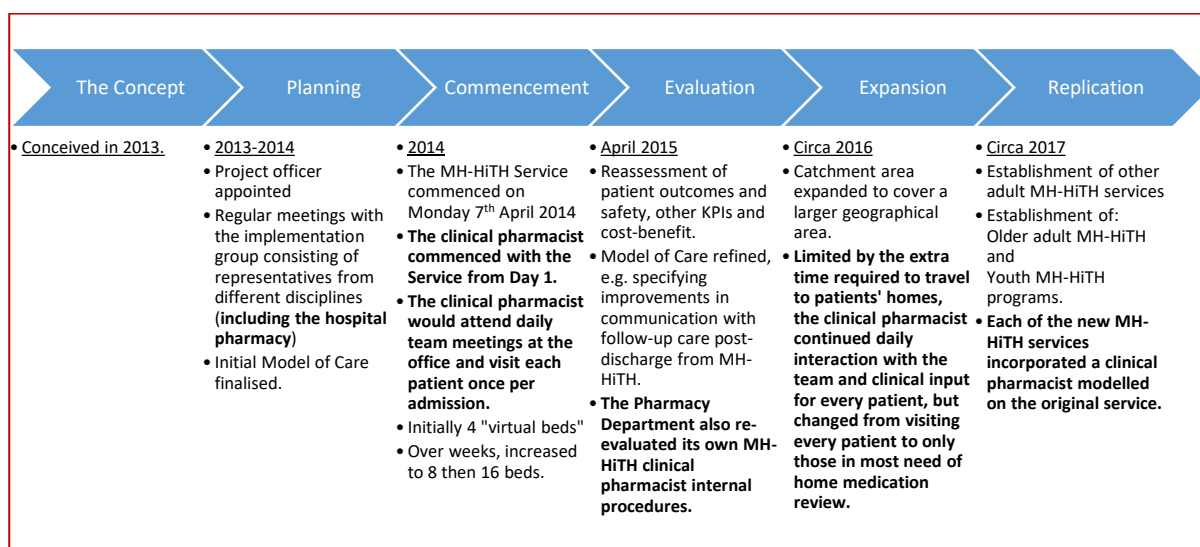 The Concept
Planning
Commencement
Evaluation
Expansion
Replication
• Conceived in 2013.
• 2013-2014
• Project officer
appointed
• Regular meetings with
the implementation
group consisting of
representatives from
different disciplines
(including the hospital
pharmacy)
• Initial Model of Care
finalised.
• 2014
• The MH-HiTH Service
commenced on
Monday 7th April 2014
• The clinical pharmacist
commenced with the
Service from Day 1.
• The clinical pharmacist
would attend daily
team meetings at the
office and visit each
patient once per
admission.
• Initially 4 "virtual beds"
• Over weeks, increased
to 8 then 16 beds.
• April 2015
• Reassessment of
patient outcomes and
safety, other KPIs and
cost-benefit.
• Model of Care refined,
e.g. specifying
improvements in
communication with
follow-up care post-
discharge from MH-
HiTH.
• The Pharmacy
Department also re-
evaluated its own MH-
HiTH clinical
pharmacist internal
procedures.
• Circa 2016
• Catchment area
expanded to cover a
larger geographical
area.
• Limited by the extra
time required to travel
to patients' homes,
the clinical pharmacist
continued daily
interaction with the
team and clinical input
for every patient, but
changed from visiting
every patient to only
those in most need of
home medication
review.
• Circa 2017
• Establishment of other
adult MH-HiTH services
• Establishment of:
Older adult MH-HiTH
and
Youth MH-HiTH
programs.
• Each of the new MH-
HiTH services
incorporated a clinical
pharmacist modelled
on the original service.